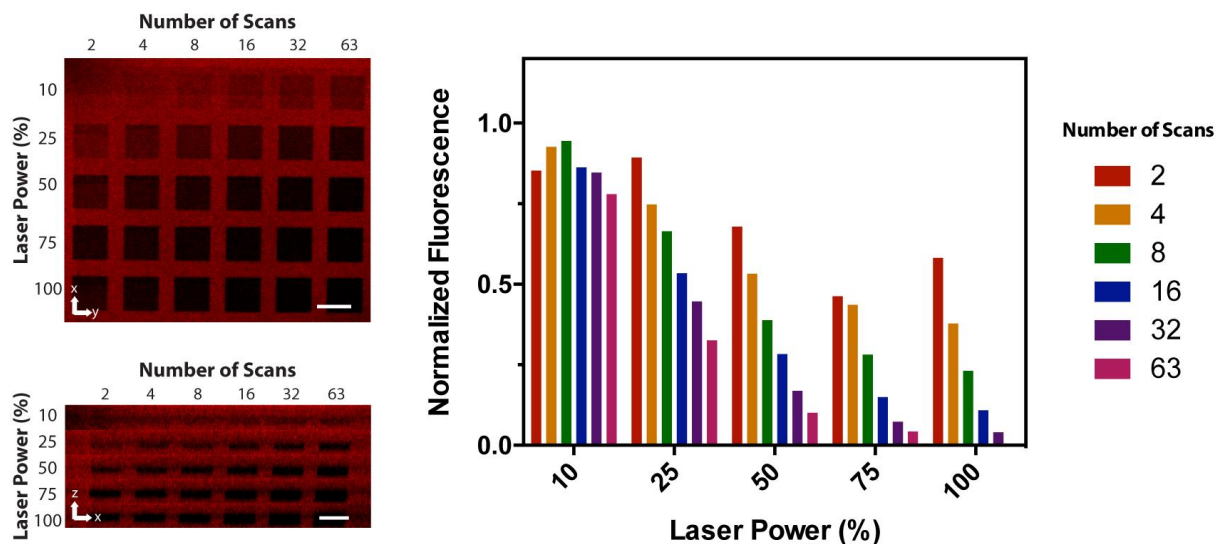 Number of Scans
2 4 8 16 32 63
Laser Power (%)
10
25
50
75
100
x
y
Number of Scans
2 4 8 16 32 63
Laser Power (%)
10
25
50
75
100
z
x
Normalized Fluorescence
1.0
0.5
0.0
10 25 50 75 100
Laser Power (%)
Number of Scans
2
4
8
16
32
63